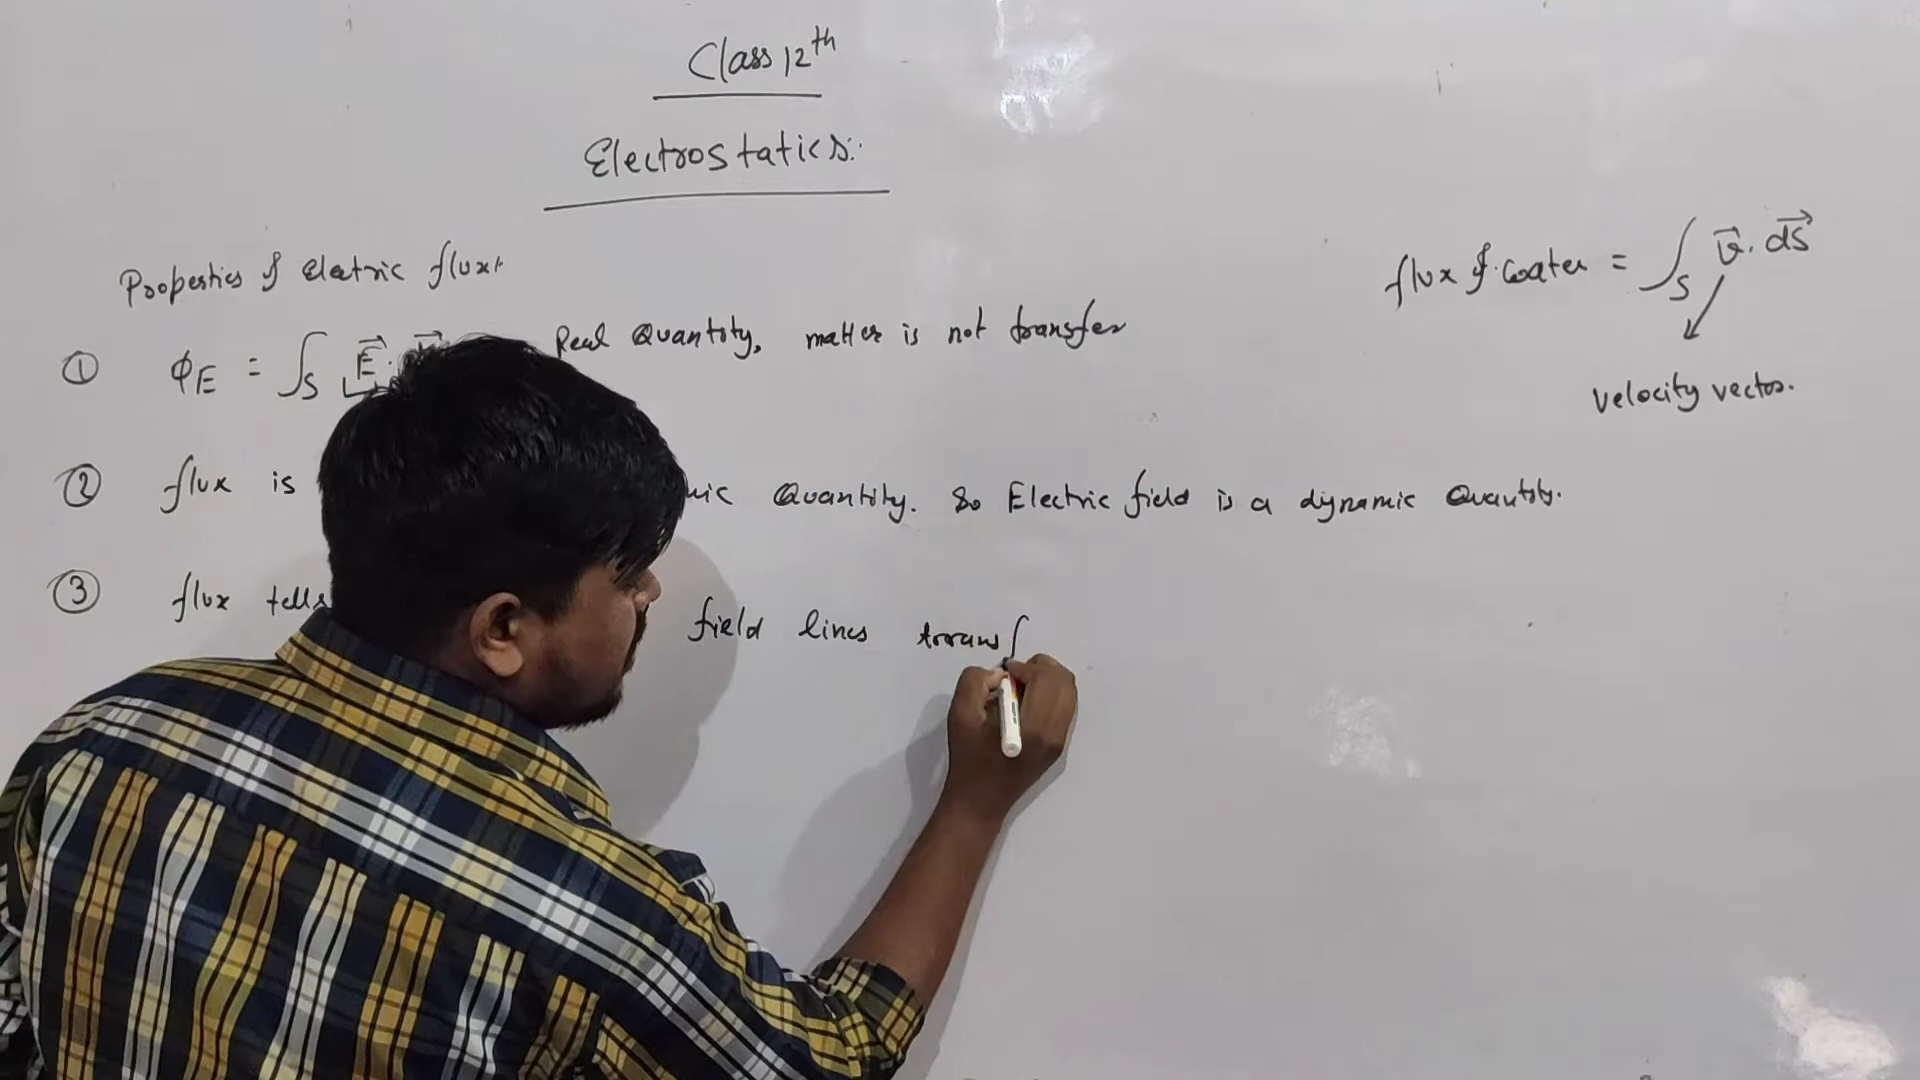 Class 12th
Electrostatics:
Properties of Electric flux:
flux of water = ∫S v⃗ . dS⃗
velocity vector.
① ϕE = ∫S E⃗ . Real Quantity, matter is not transfer
② flux is Quantity. So Electric field is a dynamic Quantity.
③ flux tells field lines